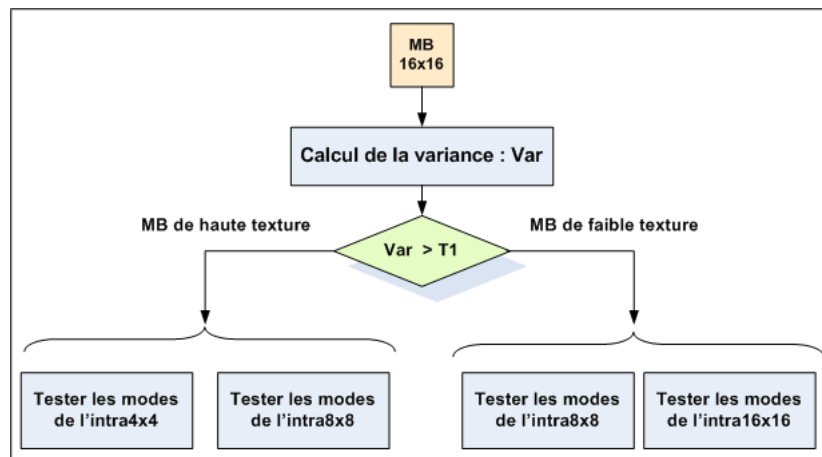 MB
16x16
Calcul de la variance : Var
MB de haute texture
MB de faible texture
Var > T1
Tester les modes
de l'intra4x4
Tester les modes
de l'intra8x8
Tester les modes
de l'intra8x8
Tester les modes
de l'intra16x16